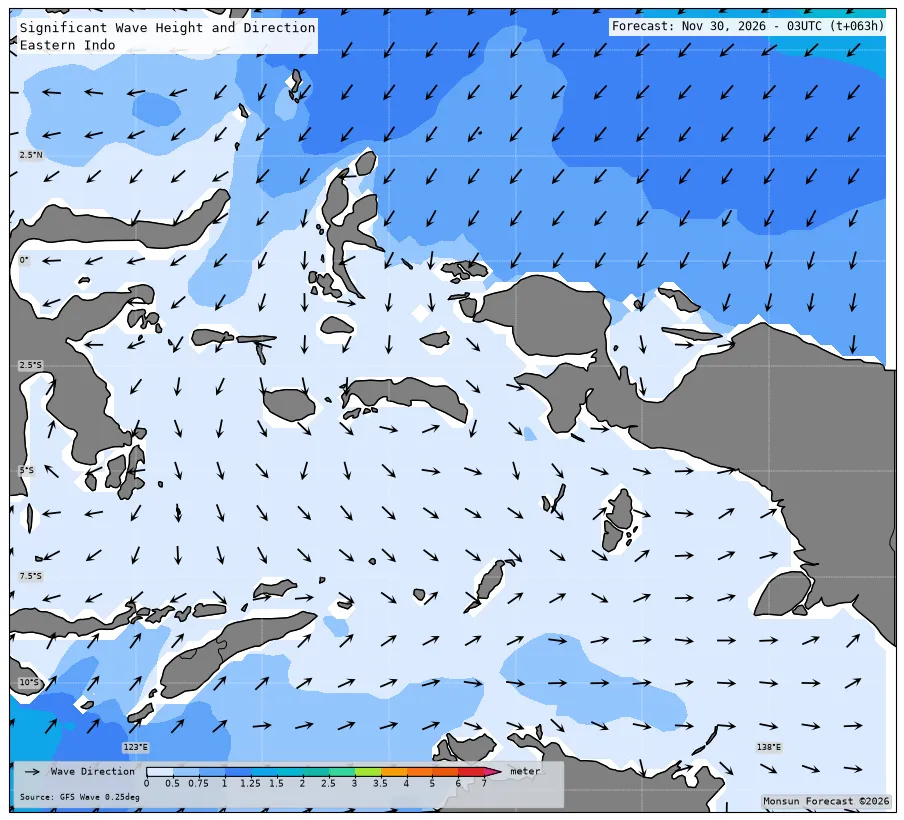 Significant Wave Height and Direction
Eastern Indo
Forecast: Nov 30, 2026 - 03UTC (t+063h)
2.5°N
0°
2.5°S
5°S
7.5°S
10°S
123°E
138°E
Wave Direction
0 0.5 0.75 1 1.25 1.5 2 2.5 3 3.5 4 5 6 7
meter
Source: GFS Wave 0.25deg
Monsun Forecast ©2026